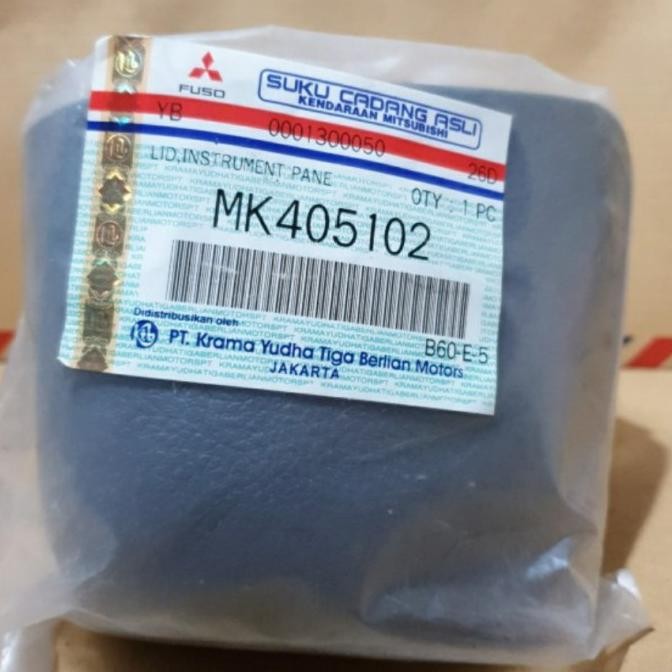 FUSO
SUKU CADANG ASLI
KENDARAAN MITSUBISHI
YB 0001300050 26D
LID,INSTRUMENT PANE
QTY : 1 PC
MK405102
Didistribusikan oleh
B60-E-5
PT. Krama Yudha Tiga Berlian Motors
JAKARTA